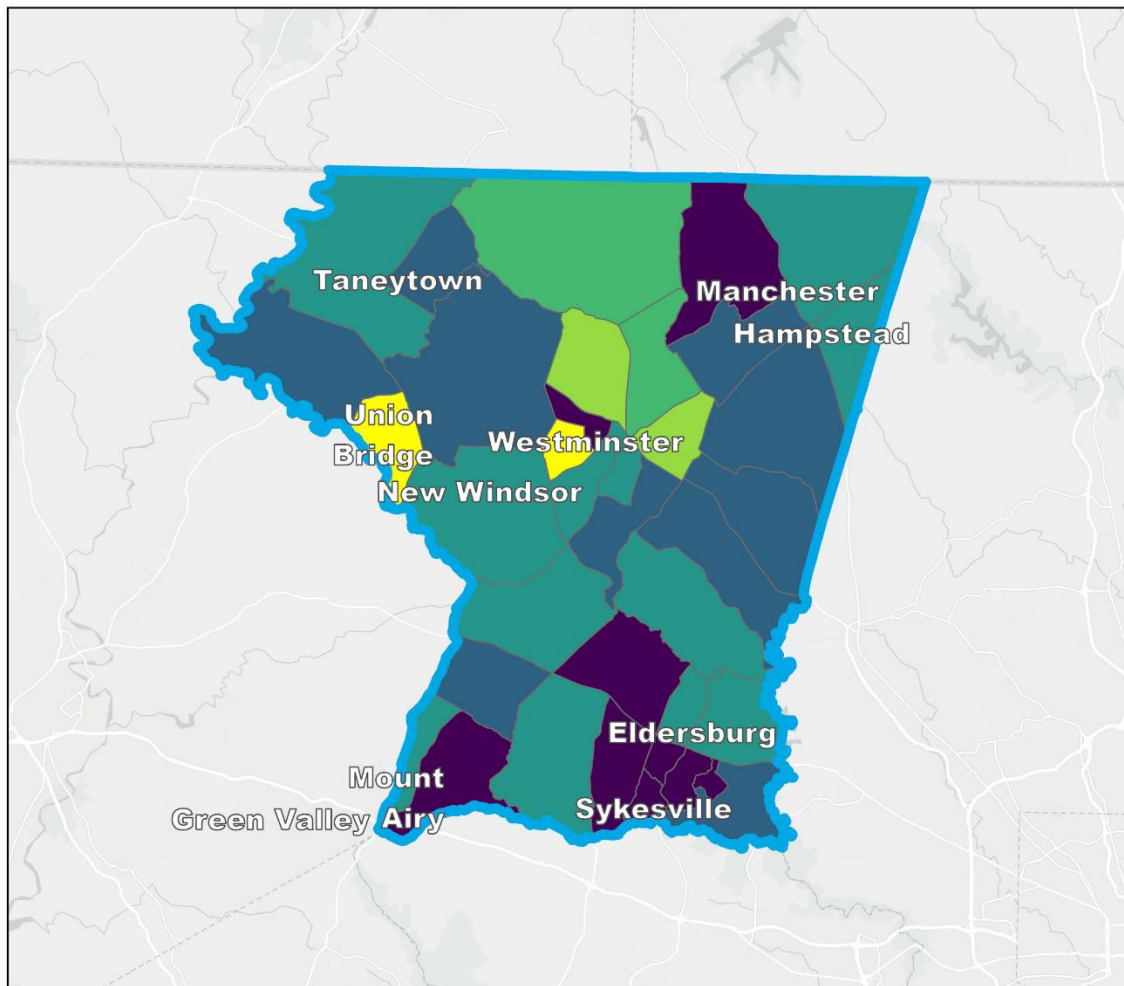 Taneytown
Manchester
Hampstead
Union
Bridge
Westminster
New Windsor
Eldersburg
Mount
Airy
Sykesville
Green Valley